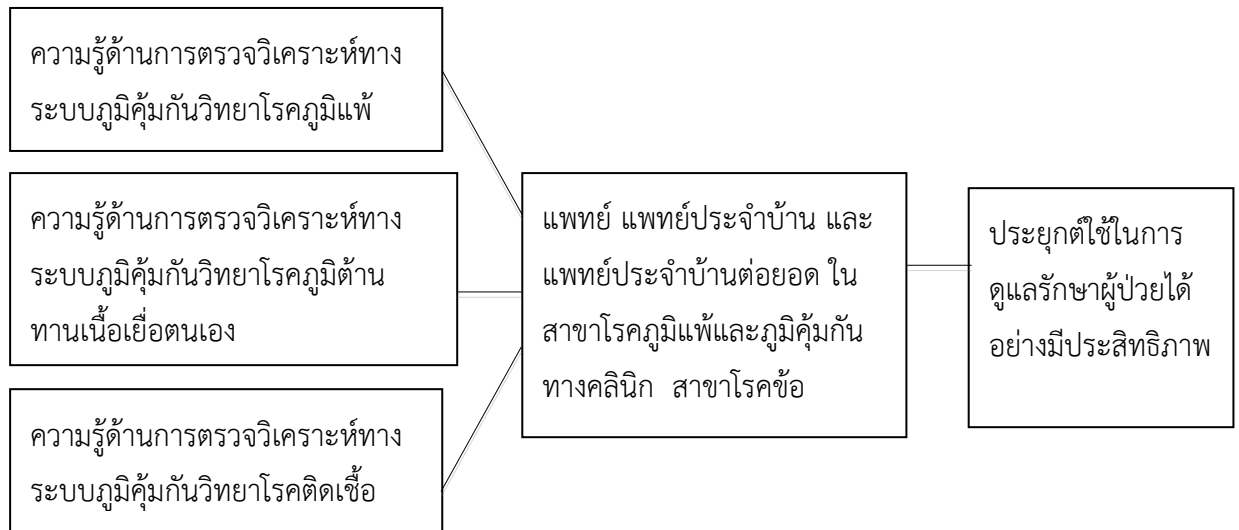 ความรู้ด้านการตรวจวิเคราะห์ทาง
ระบบภูมิคุ้มกันวิทยาโรคภูมิแพ้
ความรู้ด้านการตรวจวิเคราะห์ทาง
ระบบภูมิคุ้มกันวิทยาโรคภูมิต้าน
ทานเนื้อเยื่อตนเอง
ความรู้ด้านการตรวจวิเคราะห์ทาง
ระบบภูมิคุ้มกันวิทยาโรคติดเชื้อ
แพทย์ แพทย์ประจำบ้าน และ
แพทย์ประจำบ้านต่อยอด ใน
สาขาโรคภูมิแพ้และภูมิคุ้มกัน
ทางคลินิก สาขาโรคข้อ
ประยุกต์ใช้ในการ
ดูแลรักษาผู้ป่วยได้
อย่างมีประสิทธิภาพ